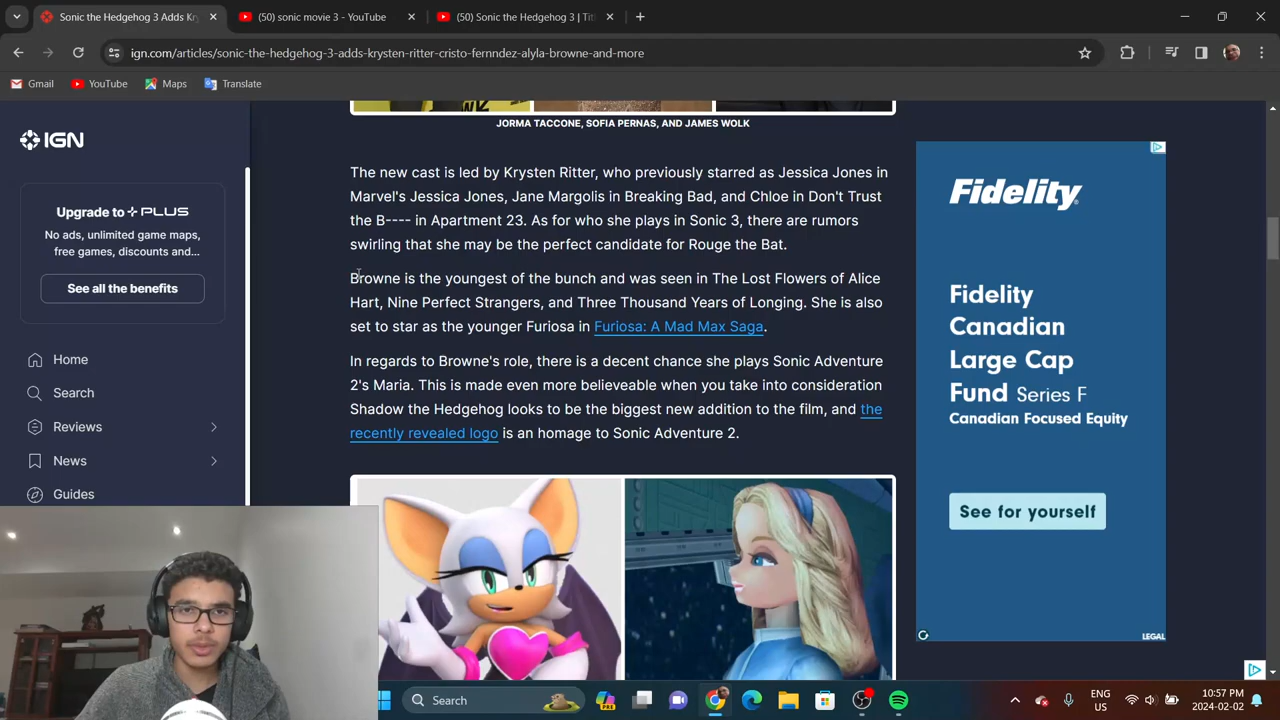 Sonic the Hedgehog 3 Adds Kry
(50) sonic movie 3 - YouTube
(50) Sonic the Hedgehog 3 | Tit
ign.com/articles/sonic-the-hedgehog-3-adds-krysten-ritter-cristo-fernndez-alyla-browne-and-more
Gmail
YouTube
Maps
Translate
IGN
Upgrade to PLUS
No ads, unlimited game maps,
free games, discounts and...
See all the benefits
Home
Search
Reviews
News
Guides
JORMA TACCONE, SOFIA PERNAS, AND JAMES WOLK
The new cast is led by Krysten Ritter, who previously starred as Jessica Jones in
Marvel's Jessica Jones, Jane Margolis in Breaking Bad, and Chloe in Don't Trust
the B---- in Apartment 23. As for who she plays in Sonic 3, there are rumors
swirling that she may be the perfect candidate for Rouge the Bat.
Browne is the youngest of the bunch and was seen in The Lost Flowers of Alice
Hart, Nine Perfect Strangers, and Three Thousand Years of Longing. She is also
set to star as the younger Furiosa in Furiosa: A Mad Max Saga.
In regards to Browne's role, there is a decent chance she plays Sonic Adventure
2's Maria. This is made even more believeable when you take into consideration
Shadow the Hedgehog looks to be the biggest new addition to the film, and the
recently revealed logo is an homage to Sonic Adventure 2.
Fidelity
Fidelity
Canadian
Large Cap
Fund Series F
Canadian Focused Equity
See for yourself
LEGAL
Search
ENG
US
10:57 PM
2024-02-02